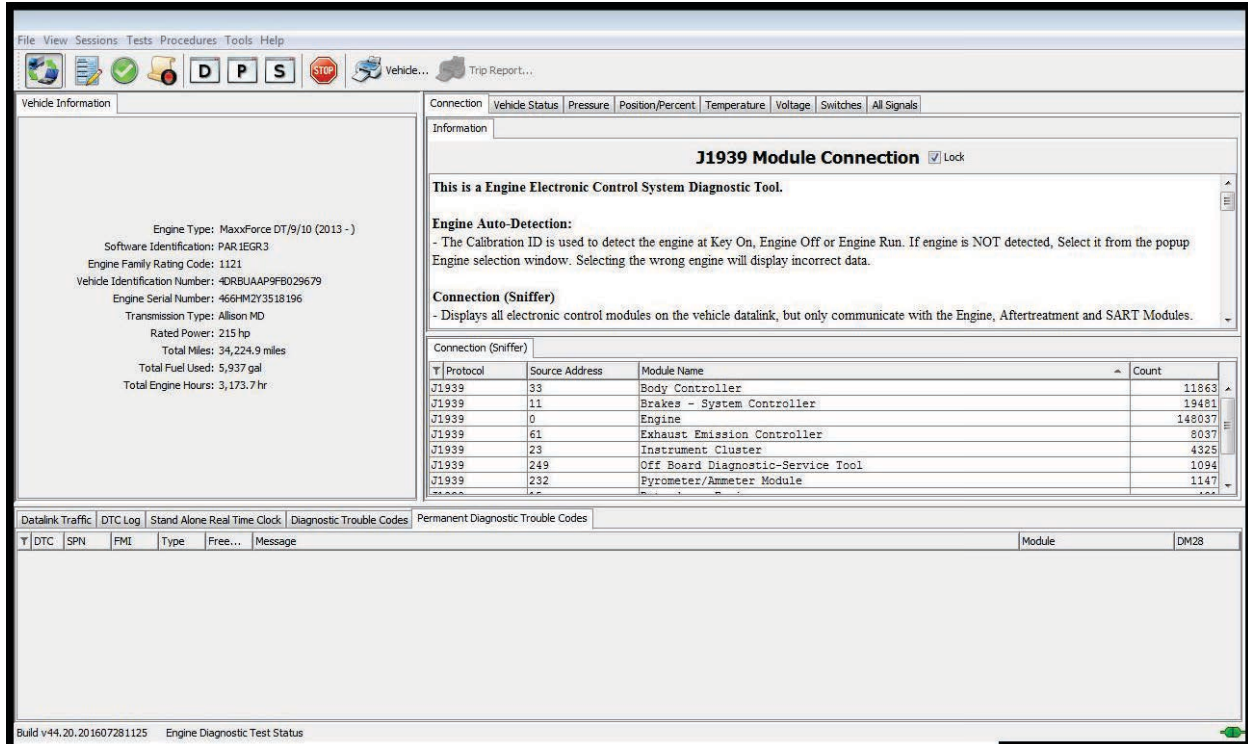 File View Sessions Tests Procedures Tools Help
D P S STOP Vehicle... Trip Report...
Vehicle Information
Engine Type: MaxxForce DT/9/10 (2013 - )
Software Identification: PAR1EGR3
Engine Family Rating Code: 1121
Vehicle Identification Number: 4DRBUAAP9FB029679
Engine Serial Number: 466HM2Y3518196
Transmission Type: Allison MD
Rated Power: 215 hp
Total Miles: 34,224.9 miles
Total Fuel Used: 5,937 gal
Total Engine Hours: 3,173.7 hr
Connection Vehicle Status Pressure Position/Percent Temperature Voltage Switches All Signals
Information
J1939 Module Connection Lock
This is a Engine Electronic Control System Diagnostic Tool.
Engine Auto-Detection:
- The Calibration ID is used to detect the engine at Key On, Engine Off or Engine Run. If engine is NOT detected, Select it from the popup
Engine selection window. Selecting the wrong engine will display incorrect data.
Connection (Sniffer)
- Displays all electronic control modules on the vehicle datalink, but only communicate with the Engine, Aftertreatment and SART Modules.
Connection (Sniffer)
Protocol Source Address Module Name Count
J1939 33 Body Controller 11863
J1939 11 Brakes - System Controller 19481
J1939 0 Engine 148037
J1939 61 Exhaust Emission Controller 8037
J1939 23 Instrument Cluster 4325
J1939 249 Off Board Diagnostic-Service Tool 1094
J1939 232 Pyrometer/Ammeter Module 1147
Datalink Traffic DTC Log Stand Alone Real Time Clock Diagnostic Trouble Codes Permanent Diagnostic Trouble Codes
DTC SPN FMI Type Free... Message Module DM28
Build v44.20.201607281125 Engine Diagnostic Test Status